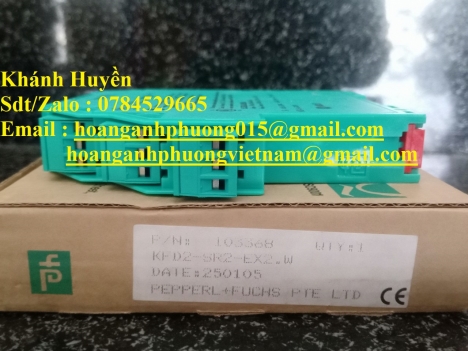 Khánh Huyền
Sdt/Zalo : 0784529665
Email : hoanganhphuong015@gmail.com
hoanganhphuongvietnam@gmail.com
P/N: 103368 QTY:1
KFD2-SR2-EX2.W
DATE:250105
PEPPERL+FUCHS PTE LTD
CE